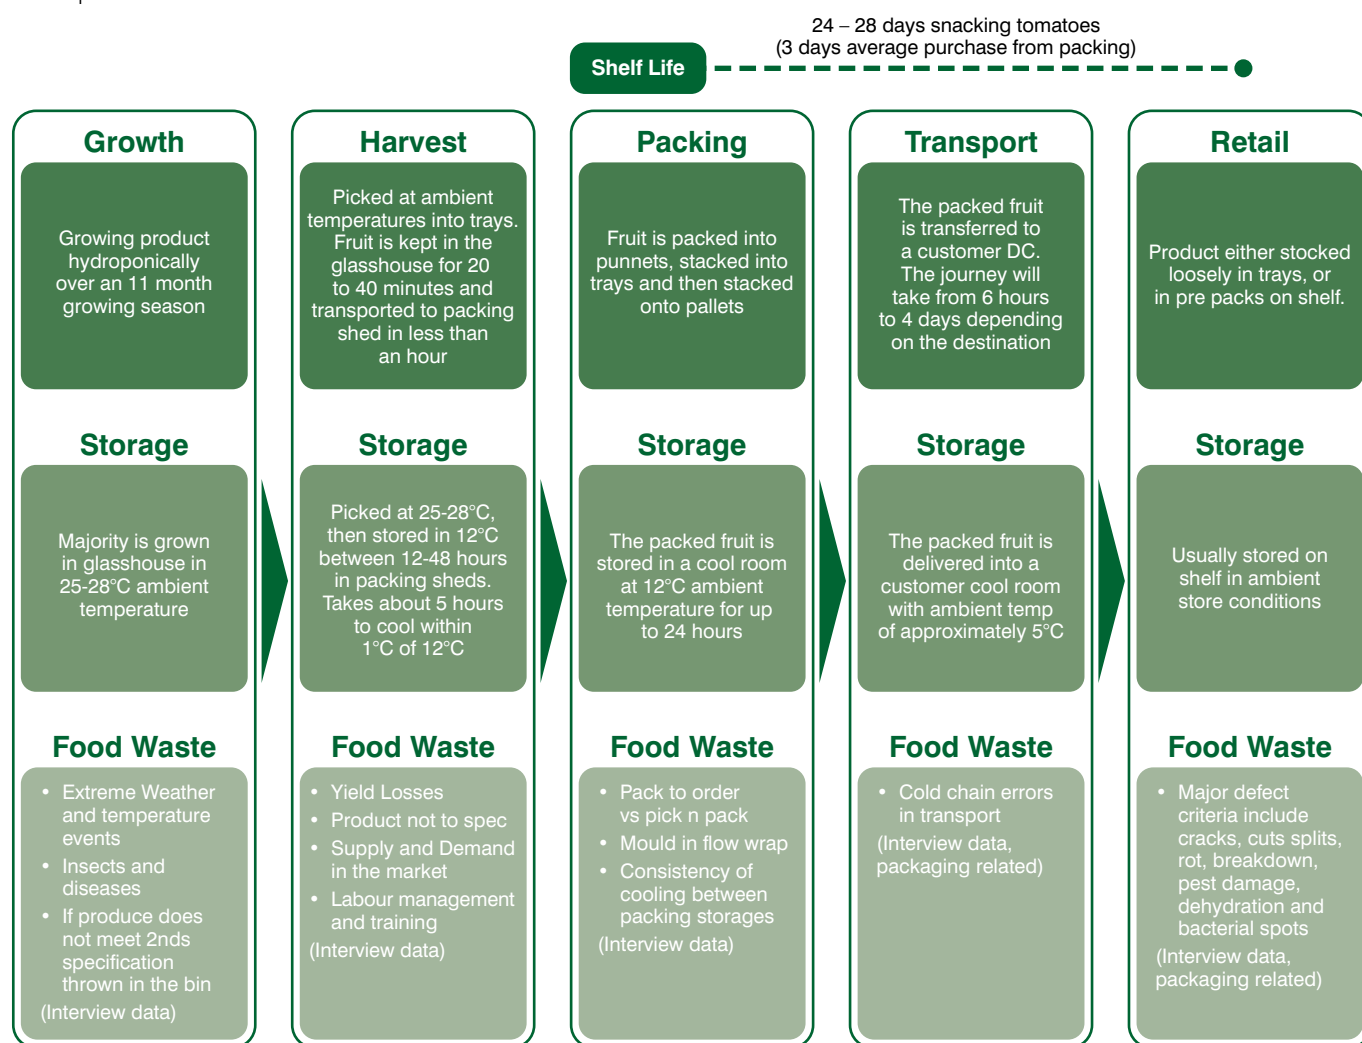 24 – 28 days snacking tomatoes
(3 days average purchase from packing)
Shelf Life
Growth
Growing product
hydroponically
over an 11 month
growing season
Storage
Majority is grown
in glasshouse in
25-28°C ambient
temperature
Food Waste
• Extreme Weather
and temperature
events
• Insects and
diseases
• If produce does
not meet 2nds
specification
thrown in the bin
(Interview data)
Harvest
Picked at ambient
temperatures into trays.
Fruit is kept in the
glasshouse for 20
to 40 minutes and
transported to packing
shed in less than
an hour
Storage
Picked at 25-28°C,
then stored in 12°C
between 12-48 hours
in packing sheds.
Takes about 5 hours
to cool within
1°C of 12°C
Food Waste
• Yield Losses
• Product not to spec
• Supply and Demand
in the market
• Labour management
and training
(Interview data)
Packing
Fruit is packed into
punnets, stacked into
trays and then stacked
onto pallets
Storage
The packed fruit is
stored in a cool room
at 12°C ambient
temperature for up
to 24 hours
Food Waste
• Pack to order
vs pick n pack
• Mould in flow wrap
• Consistency of
cooling between
packing storages
(Interview data)
Transport
The packed fruit
is transferred to
a customer DC.
The journey will
take from 6 hours
to 4 days depending
on the destination
Storage
The packed fruit is
delivered into a
customer cool room
with ambient temp
of approximately 5°C
Food Waste
• Cold chain errors
in transport
(Interview data,
packaging related)
Retail
Product either stocked
loosely in trays, or
in pre packs on shelf.
Storage
Usually stored on
shelf in ambient
store conditions
Food Waste
• Major defect
criteria include
cracks, cuts splits,
rot, breakdown,
pest damage,
dehydration and
bacterial spots
(Interview data,
packaging related)